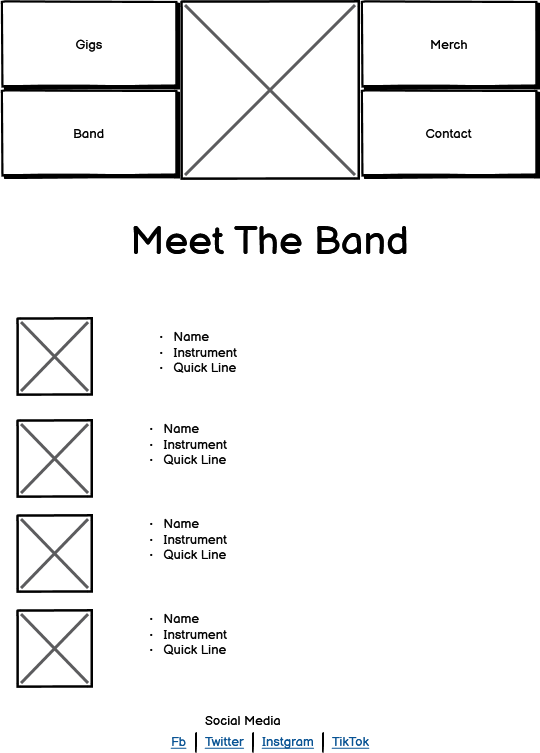 Gigs
Merch
Band
Contact
Meet The Band
• Name
• Instrument
• Quick Line
• Name
• Instrument
• Quick Line
• Name
• Instrument
• Quick Line
• Name
• Instrument
• Quick Line
Social Media
Fb | Twitter | Instgram | TikTok